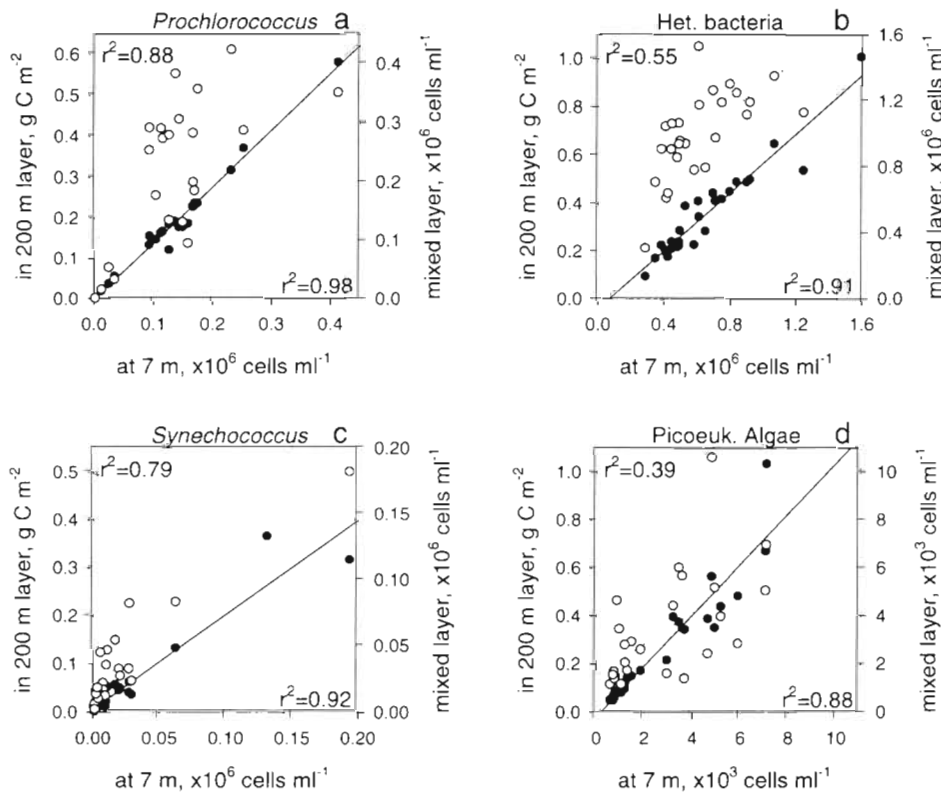 Prochlorococcus a
r²=0.88
in 200 m layer, g C m⁻²
0.6
0.5
0.4
0.3
0.2
0.1
0.0
0.4
0.3
0.2
0.1
0.0
mixed layer, x10⁶ cells ml⁻¹
r²=0.98
0.0 0.1 0.2 0.3 0.4
at 7 m, x10⁶ cells ml⁻¹
Het. bacteria b
r²=0.55
in 200 m layer, g C m⁻²
1.0
0.8
0.6
0.4
0.2
0.0
1.6
1.2
0.9
0.6
0.3
0.0
mixed layer, x10⁶ cells ml⁻¹
r²=0.91
0.0 0.4 0.8 1.2 1.6
at 7 m, x10⁶ cells ml⁻¹
Synechococcus c
r²=0.79
in 200 m layer, g C m⁻²
0.5
0.4
0.3
0.2
0.1
0.0
0.20
0.15
0.10
0.05
0.00
mixed layer, x10⁶ cells ml⁻¹
r²=0.92
0.00 0.05 0.10 0.15 0.20
at 7 m, x10⁶ cells ml⁻¹
Picoeuk. Algae d
r²=0.39
in 200 m layer, g C m⁻²
1.0
0.8
0.6
0.4
0.2
0.0
10
8
6
4
2
0
mixed layer, x10³ cells ml⁻¹
r²=0.88
0 2 4 6 8 10
at 7 m, x10³ cells ml⁻¹